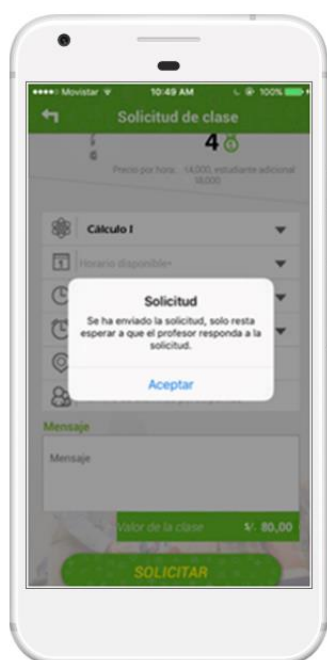 Movistar 10:49 AM 100%
Solicitud de clase
4
Precio por hora: 14,000, estudiante adicional
18,000
Cálculo I
Horario disponible*
Solicitud
Se ha enviado la solicitud, solo resta
esperar a que el profesor responda a la
solicitud.
Aceptar
Mensaje
Mensaje
Valor de la clase S/. 80,00
SOLICITAR